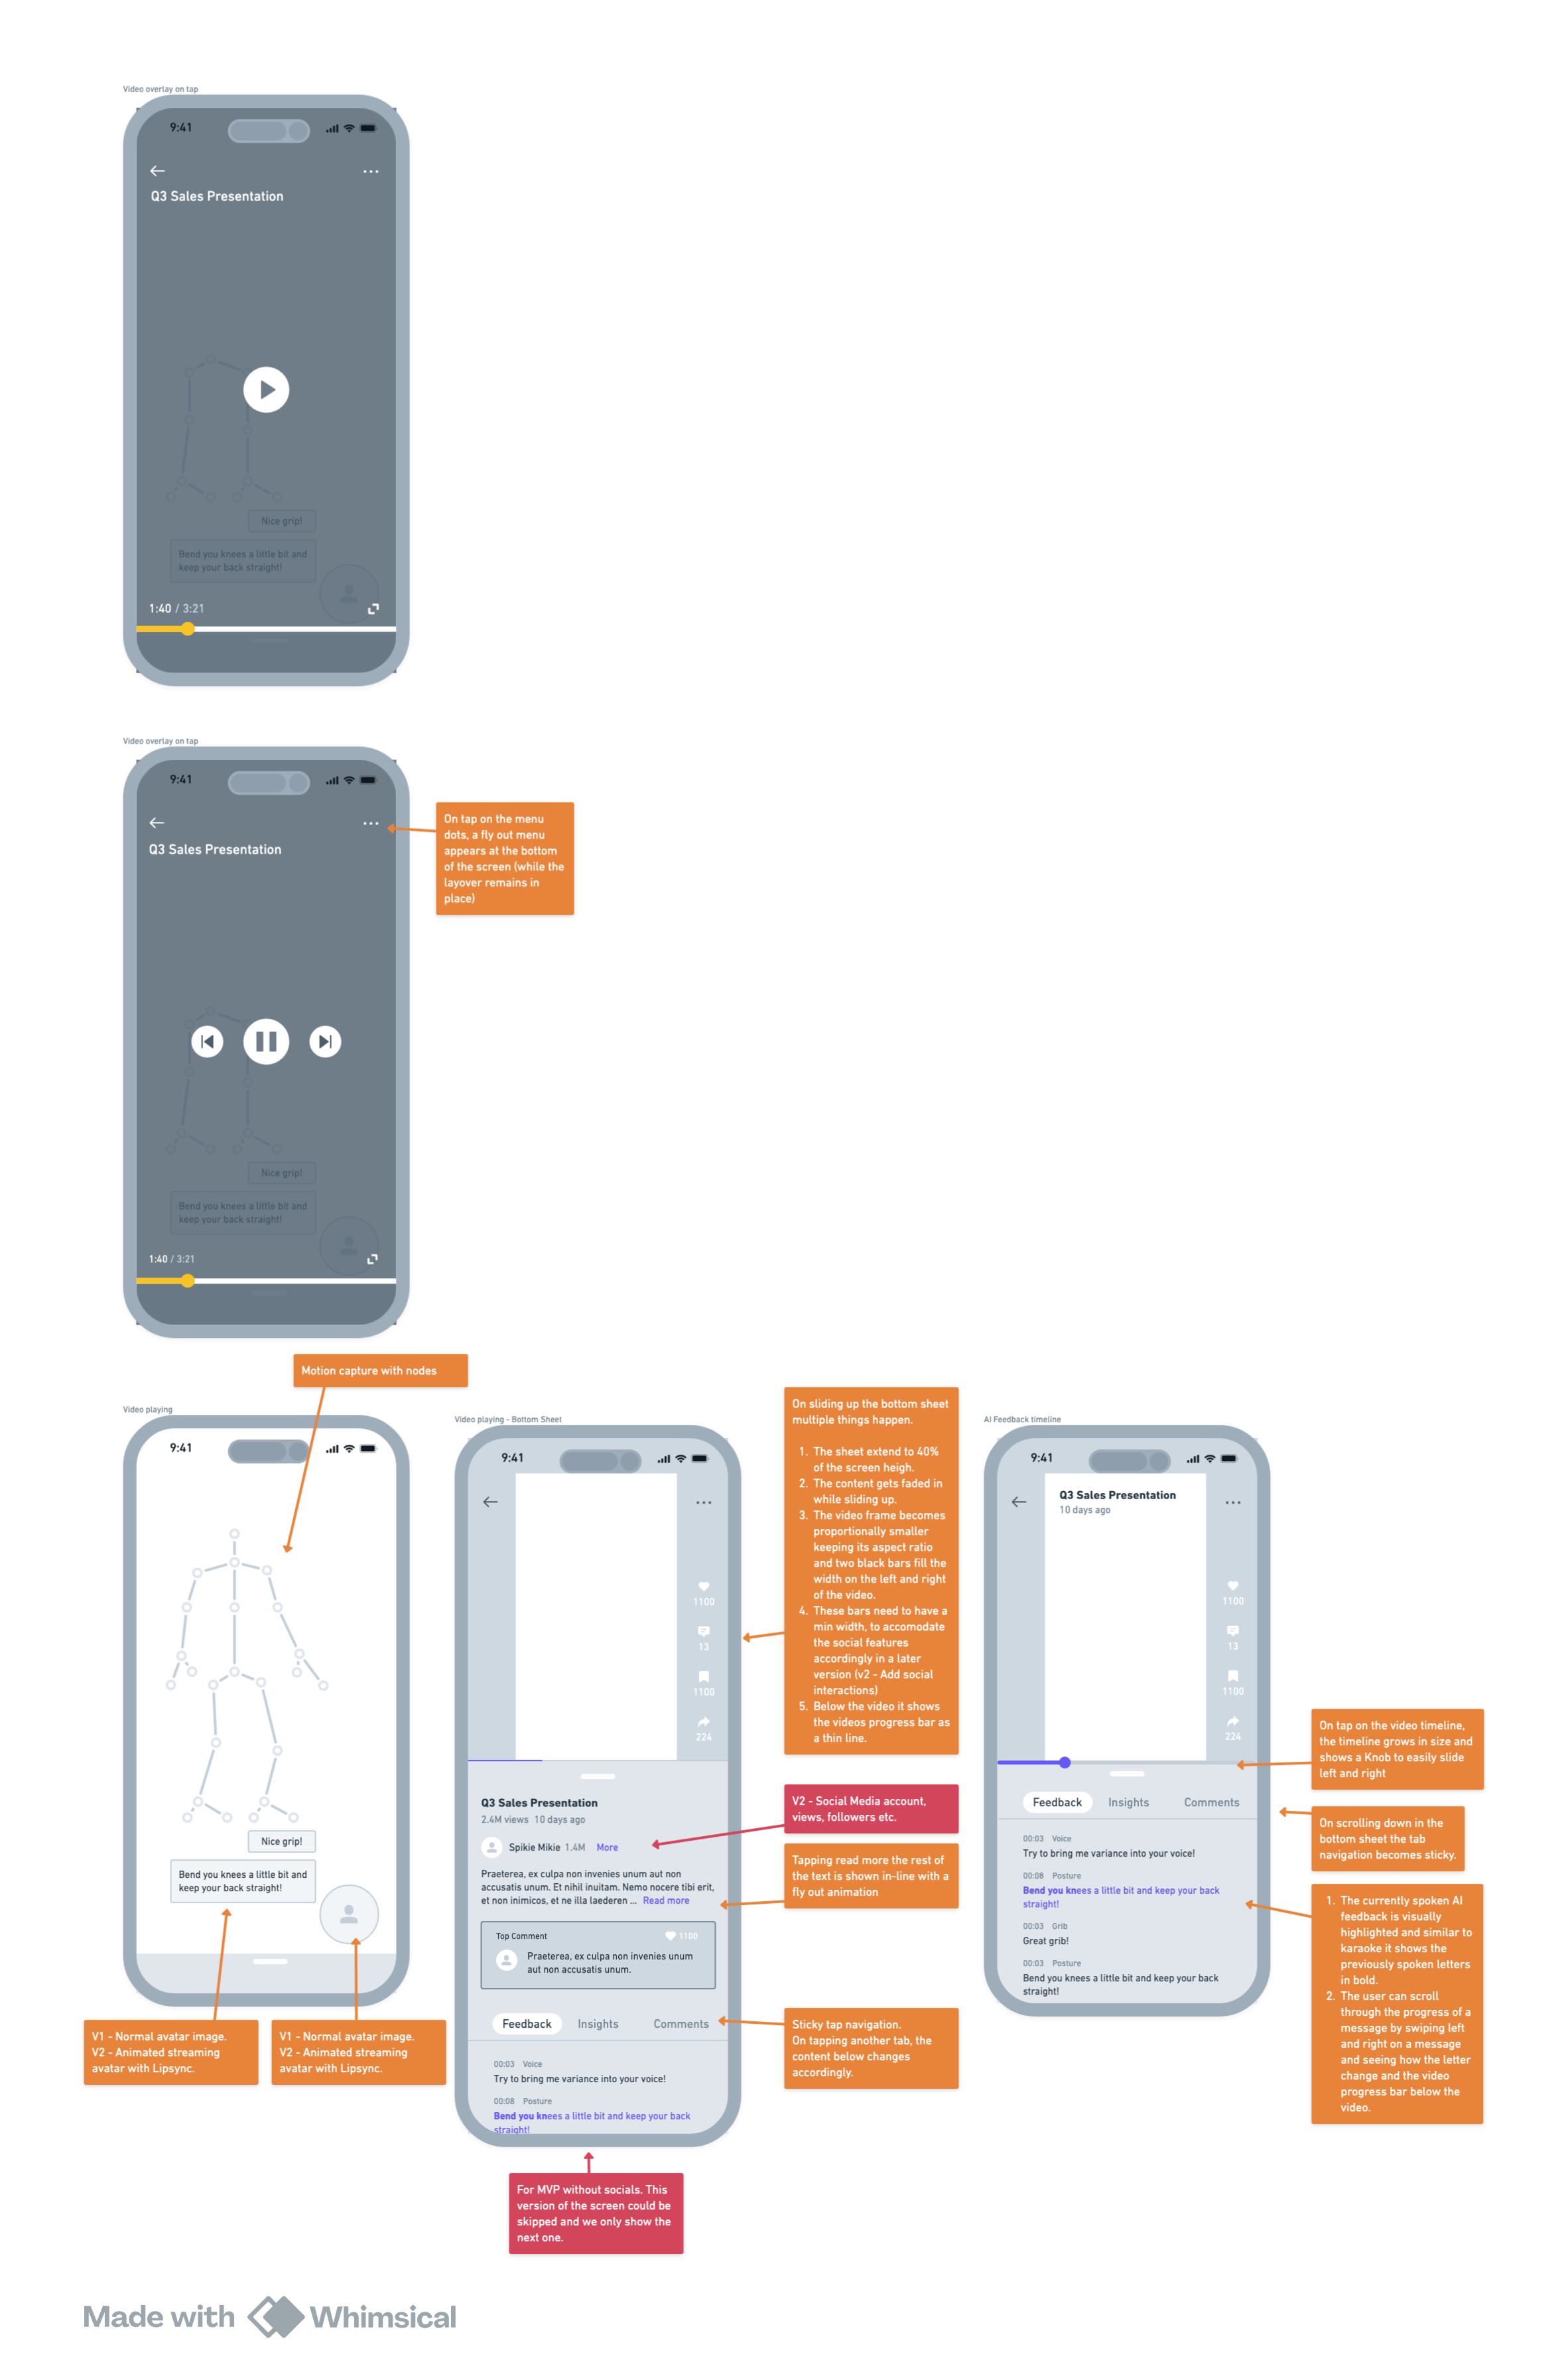 Video overlay on tap
9:41
Q3 Sales Presentation
Nice grip!
Bend you knees a little bit and
keep your back straight!
1:40 / 3:21
Video overlay on tap
9:41
Q3 Sales Presentation
On tap on the menu
dots, a fly out menu
appears at the bottom
of the screen (while the
layover remains in
place)
Nice grip!
Bend you knees a little bit and
keep your back straight!
1:40 / 3:21
Motion capture with nodes
Video playing
9:41
Nice grip!
Bend you knees a little bit and
keep your back straight!
V1 - Normal avatar image.
V2 - Animated streaming
avatar with Lipsync.
V1 - Normal avatar image.
V2 - Animated streaming
avatar with Lipsync.
Video playing - Bottom Sheet
9:41
1100
13
1100
224
Q3 Sales Presentation
2.4M views 10 days ago
Spikie Mikie 1.4M More
Praeterea, ex culpa non invenies unum aut non
accusatis unum. Et nihil inuitam. Nemo nocere tibi erit,
et non inimicos, et ne illa laederen ... Read more
Top Comment 1100
Praeterea, ex culpa non invenies unum
aut non accusatis unum.
Feedback Insights Comments
00:03 Voice
Try to bring me variance into your voice!
00:08 Posture
Bend you knees a little bit and keep your back
straight!
For MVP without socials. This
version of the screen could be
skipped and we only show the
next one.
On sliding up the bottom sheet
multiple things happen.
1. The sheet extend to 40%
of the screen heigh.
2. The content gets faded in
while sliding up.
3. The video frame becomes
proportionally smaller
keeping its aspect ratio
and two black bars fill the
width on the left and right
of the video.
4. These bars need to have a
min width, to accomodate
the social features
accordingly in a later
version (v2 - Add social
interactions)
5. Below the video it shows
the videos progress bar as
a thin line.
V2 - Social Media account,
views, followers etc.
Tapping read more the rest of
the text is shown in-line with a
fly out animation
Sticky tap navigation.
On tapping another tab, the
content below changes
accordingly.
AI Feedback timeline
9:41
Q3 Sales Presentation
10 days ago
1100
13
1100
224
Feedback Insights Comments
00:03 Voice
Try to bring me variance into your voice!
00:08 Posture
Bend you knees a little bit and keep your back
straight!
00:03 Grib
Great grib!
00:03 Posture
Bend you knees a little bit and keep your back
straight!
On tap on the video timeline,
the timeline grows in size and
shows a Knob to easily slide
left and right
On scrolling down in the
bottom sheet the tab
navigation becomes sticky.
1. The currently spoken AI
feedback is visually
highlighted and similar to
karaoke it shows the
previously spoken letters
in bold.
2. The user can scroll
through the progress of a
message by swiping left
and right on a message
and seeing how the letter
change and the video
progress bar below the
video.
Made with Whimsical